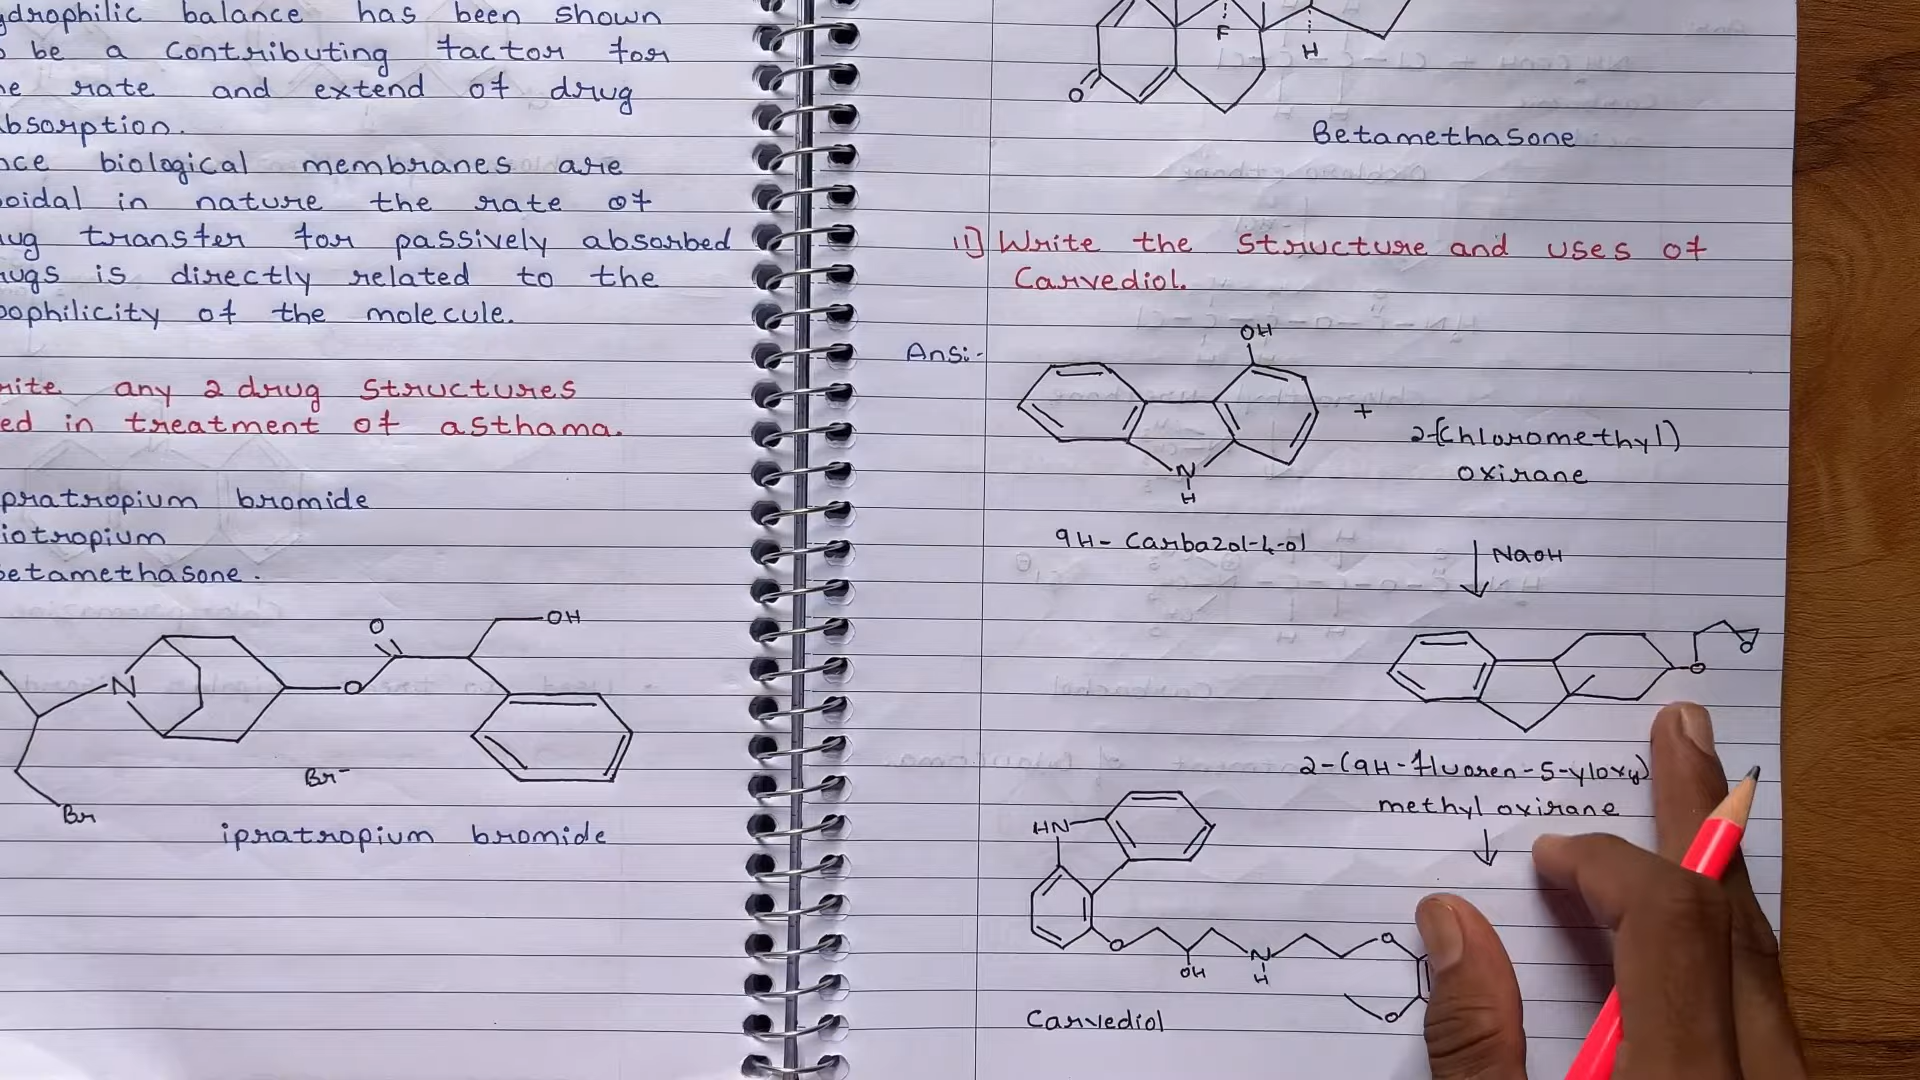 drophilic balance has been shown
be a contributing factor for
rate and extend of drug
bsorption.
biological membranes are
oidal in nature the rate of
ug transfer for passively absorbed
ugs is directly related to the
pophilicity of the molecule.
rite any 2 drug structures
ed in treatment of asthama.
pratropium bromide
iotropium
betamethasone.
O
OH
N
O
Br-
Br
ipratropium bromide
F
H
O
Betamethasone
11] Write the structure and uses of
Carvediol.
Ans:-
OH
+
2-(chloromethyl)
oxirane
N
H
9H-Carbazol-4-ol
NaOH
O
O
2-(9H-fluoren-5-yloxy)
methyl oxirane
HN
O
OH
N
H
O
O
Carvediol